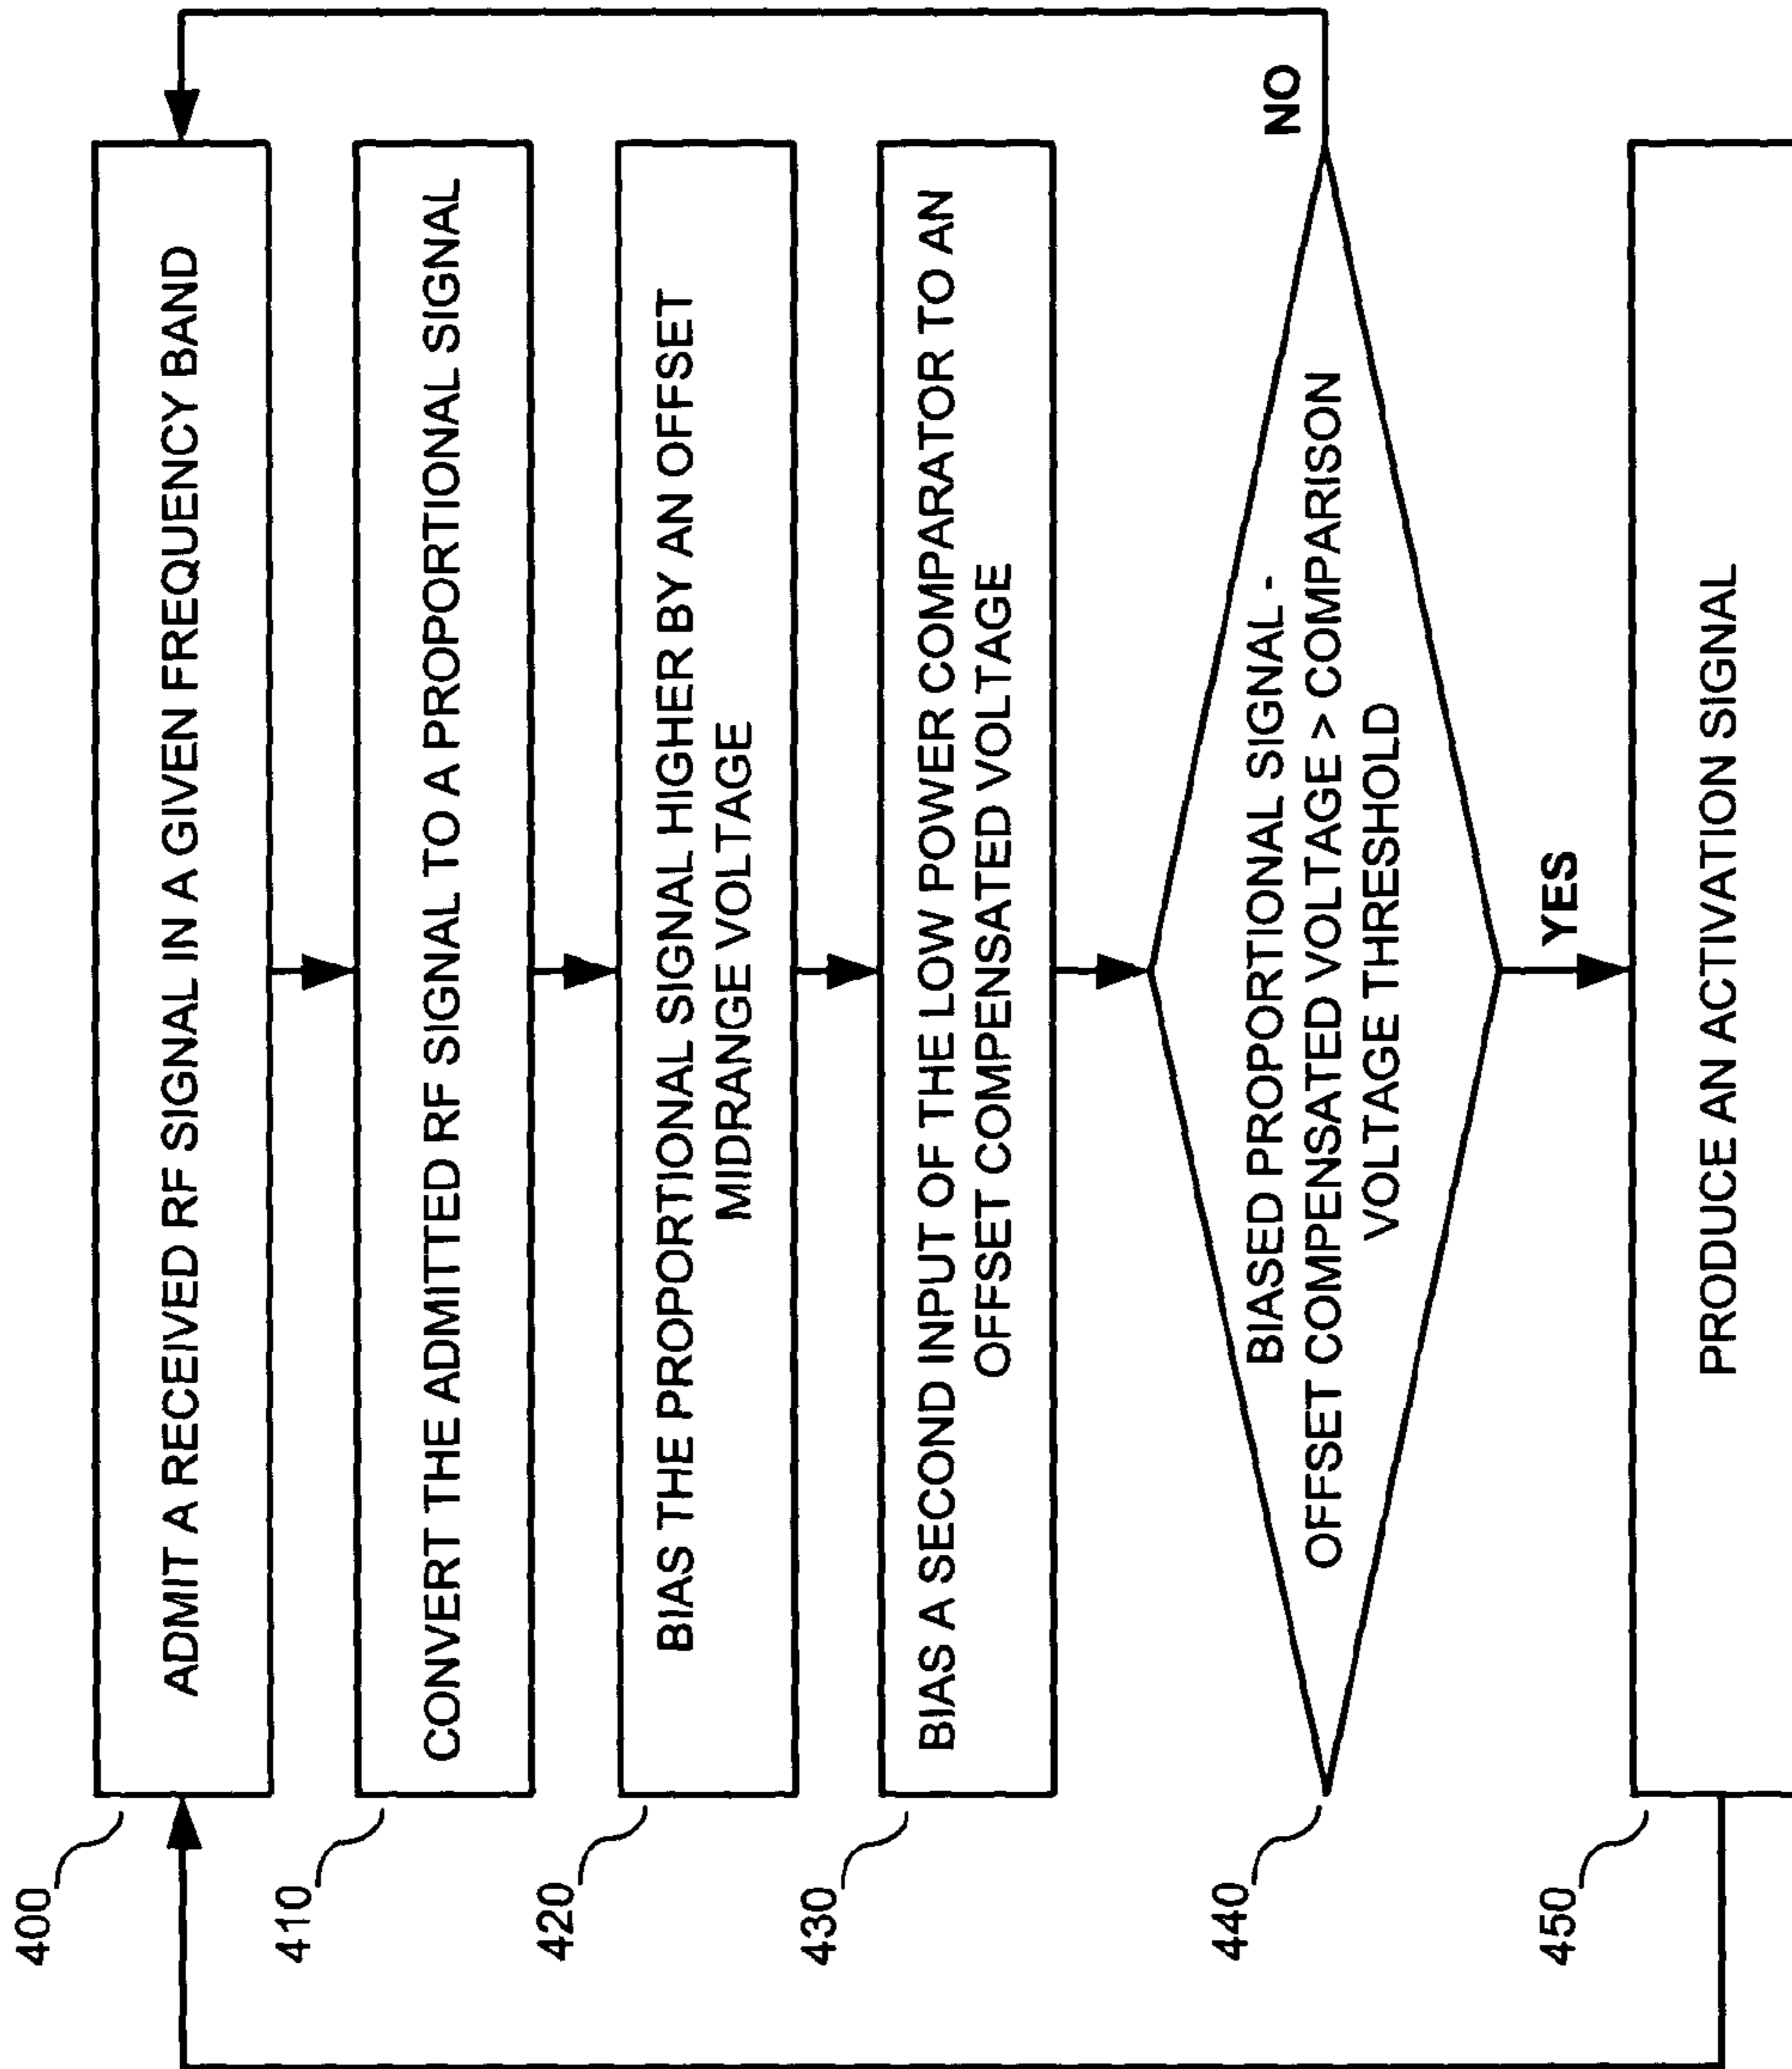 400
ADMIT A RECEIVED RF SIGNAL IN A GIVEN FREQUENCY BAND
410
CONVERT THE ADMITTED RF SIGNAL TO A PROPORTIONAL SIGNAL
420
BIAS THE PROPORTIONAL SIGNAL HIGHER BY AN OFFSET
MIDRANGE VOLTAGE
430
BIAS A SECOND INPUT OF THE LOW POWER COMPARATOR TO AN
OFFSET COMPENSATED VOLTAGE
440
BIASED PROPORTIONAL SIGNAL -
OFFSET COMPENSATED VOLTAGE > COMPARISON
VOLTAGE THRESHOLD
NO
YES
450
PRODUCE AN ACTIVATION SIGNAL